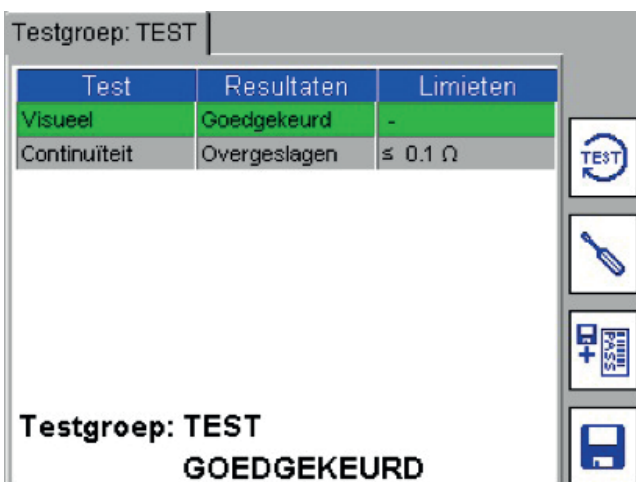 Testgroep: TEST
Test Resultaten Limieten
Visueel Goedgekeurd -
Continuïteit Overgeslagen ≤ 0.1 Ω
TEST
PASS
Testgroep: TEST
GOEDGEKEURD